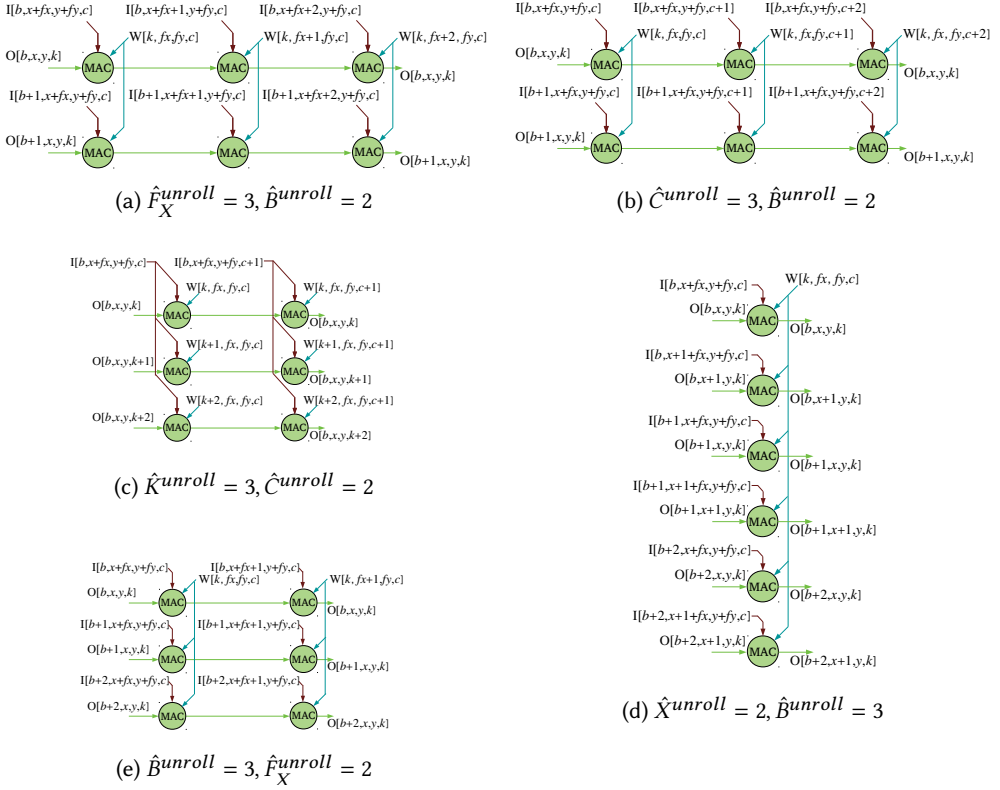 I[b,x+fx,y+fy,c] I[b,x+fx+1,y+fy,c] I[b,x+fx+2,y+fy,c]
W[k, fx,fy,c] W[k, fx+1,fy,c] W[k, fx+2, fy,c]
O[b,x,y,k] MAC MAC MAC O[b,x,y,k]
I[b+1,x+fx,y+fy,c] I[b+1,x+fx+1,y+fy,c] I[b+1,x+fx+2,y+fy,c]
O[b+1,x,y,k] MAC MAC MAC O[b+1,x,y,k]
(a) F̂_X^unroll = 3, B̂^unroll = 2
I[b,x+fx,y+fy,c] I[b,x+fx,y+fy,c+1] I[b,x+fx,y+fy,c+2]
W[k, fx,fy,c] W[k, fx,fy,c+1] W[k, fx, fy,c+2]
O[b,x,y,k] MAC MAC MAC O[b,x,y,k]
I[b+1,x+fx,y+fy,c] I[b+1,x+fx,y+fy,c+1] I[b+1,x+fx,y+fy,c+2]
O[b+1,x,y,k] MAC MAC MAC O[b+1,x,y,k]
(b) Ĉ^unroll = 3, B̂^unroll = 2
I[b,x+fx,y+fy,c] I[b,x+fx,y+fy,c+1]
W[k, fx, fy,c] W[k, fx, fy,c+1]
O[b,x,y,k] MAC MAC O[b,x,y,k]
W[k+1, fx, fy,c] W[k+1, fx, fy,c+1]
O[b,x,y,k+1] MAC MAC O[b,x,y,k+1]
W[k+2, fx, fy,c] W[k+2, fx, fy,c+1]
O[b,x,y,k+2] MAC MAC O[b,x,y,k+2]
(c) K̂^unroll = 3, Ĉ^unroll = 2
W[k, fx, fy,c]
I[b,x+fx,y+fy,c]
O[b,x,y,k] MAC O[b,x,y,k]
I[b,x+1+fx,y+fy,c]
O[b,x+1,y,k] MAC O[b,x+1,y,k]
I[b+1,x+fx,y+fy,c]
O[b+1,x,y,k] MAC O[b+1,x,y,k]
I[b+1,x+1+fx,y+fy,c]
O[b+1,x+1,y,k] MAC O[b+1,x+1,y,k]
I[b+2,x+fx,y+fy,c]
O[b+2,x,y,k] MAC O[b+2,x,y,k]
I[b+2,x+1+fx,y+fy,c]
O[b+2,x+1,y,k] MAC O[b+2,x+1,y,k]
(d) X̂^unroll = 2, B̂^unroll = 3
I[b,x+fx,y+fy,c] I[b,x+fx+1,y+fy,c]
W[k, fx,fy,c] W[k, fx+1,fy,c]
O[b,x,y,k] MAC MAC O[b,x,y,k]
I[b+1,x+fx,y+fy,c] I[b+1,x+fx+1,y+fy,c]
O[b+1,x,y,k] MAC MAC O[b+1,x,y,k]
I[b+2,x+fx,y+fy,c] I[b+2,x+fx+1,y+fy,c]
O[b+2,x,y,k] MAC MAC O[b+2,x,y,k]
(e) B̂^unroll = 3, F̂_X^unroll = 2